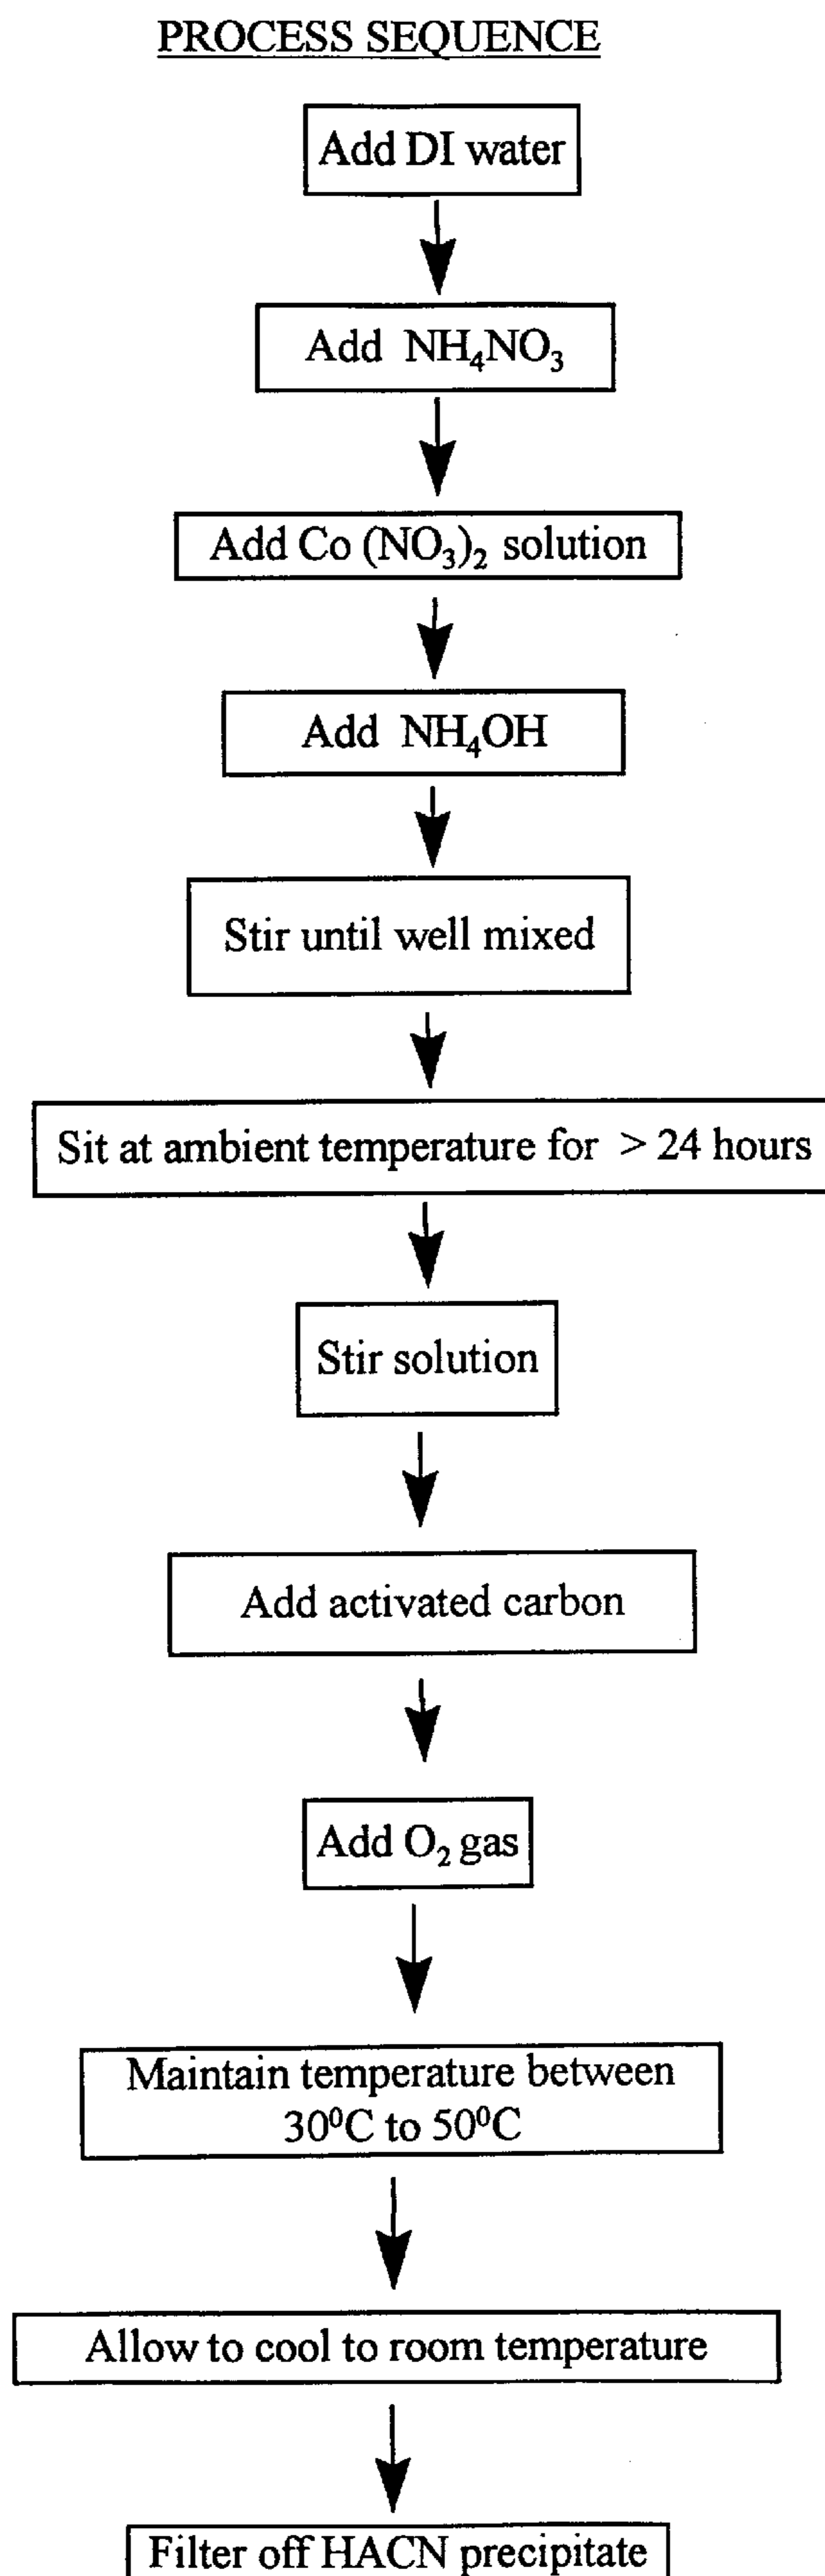 PROCESS SEQUENCE
Add DI water
Add NH₄NO₃
Add Co (NO₃)₂ solution
Add NH₄OH
Stir until well mixed
Sit at ambient temperature for > 24 hours
Stir solution
Add activated carbon
Add O₂ gas
Maintain temperature between
30⁰C to 50⁰C
Allow to cool to room temperature
Filter off HACN precipitate